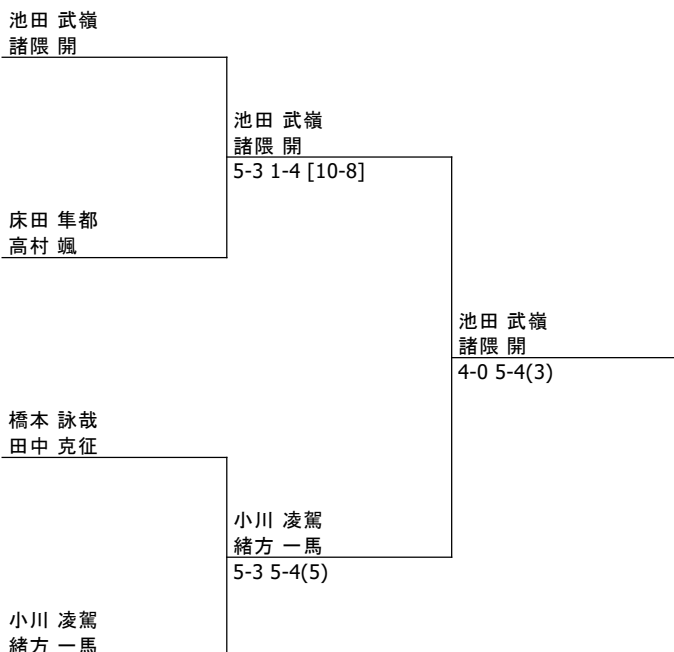 池田 武嶺
諸隈 開
池田 武嶺
諸隈 開
5-3 1-4 [10-8]
床田 隼都
高村 颯
池田 武嶺
諸隈 開
4-0 5-4(3)
橋本 詠哉
田中 克征
小川 凌駕
緒方 一馬
5-3 5-4(5)
小川 凌駕
緒方 一馬